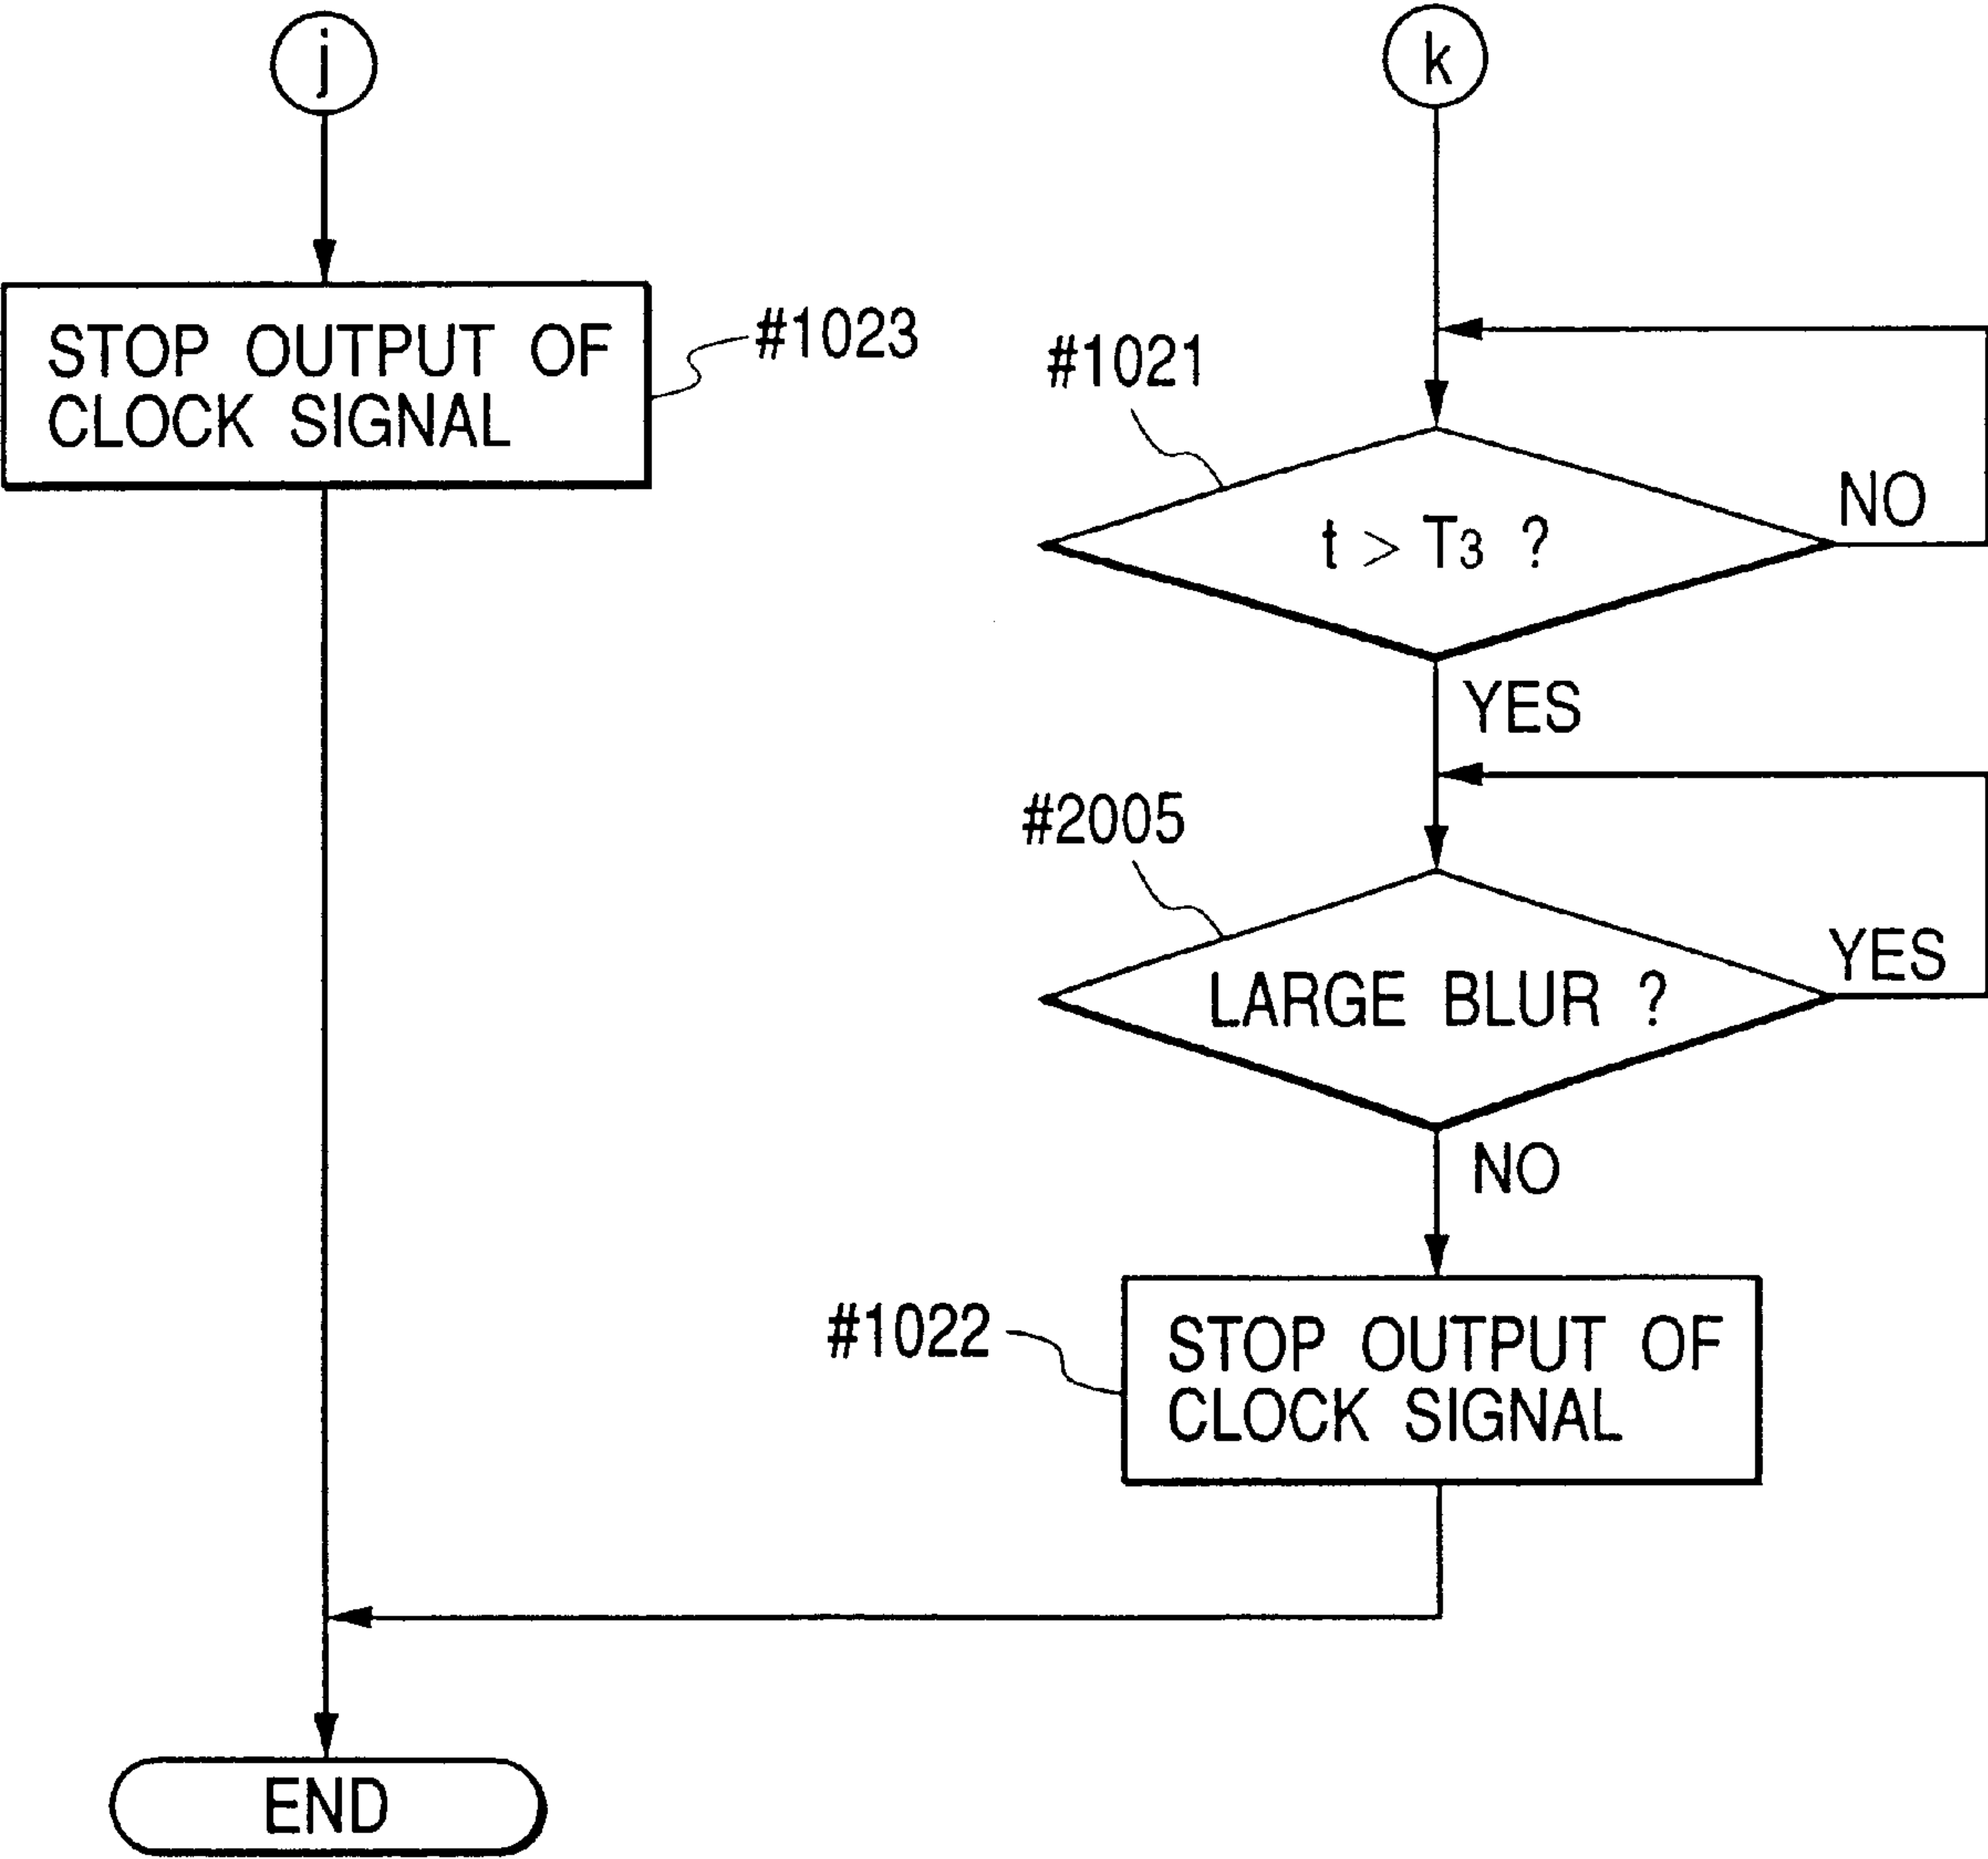 j
k
STOP OUTPUT OF
CLOCK SIGNAL
#1023
#1021
t > T3 ?
NO
YES
#2005
LARGE BLUR ?
YES
NO
#1022
STOP OUTPUT OF
CLOCK SIGNAL
END